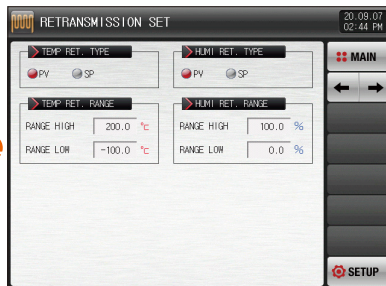 RETRANSMISSION SET
20.09.07
02:44 PM
TEMP RET. TYPE
PV SP
HUMI RET. TYPE
PV SP
TEMP RET. RANGE
RANGE HIGH 200.0 ℃
RANGE LOW -100.0 ℃
HUMI RET. RANGE
RANGE HIGH 100.0 %
RANGE LOW 0.0 %
MAIN
SETUP